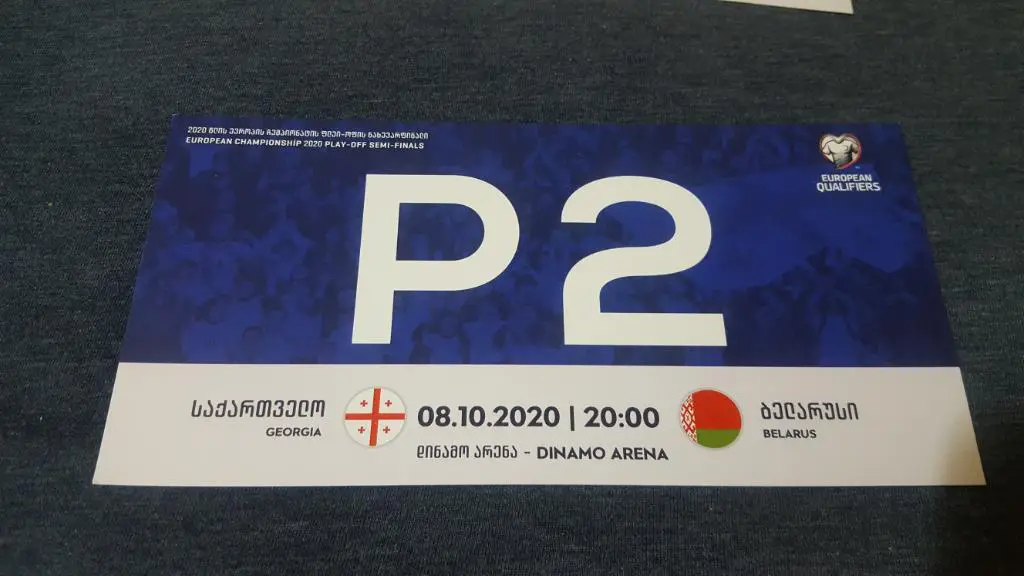 2020 წლის ევროპის ჩემპიონატის ფლეი-ოფის ნახევარფინალი
EUROPEAN CHAMPIONSHIP 2020 PLAY-OFF SEMI-FINALS
EUROPEAN
QUALIFIERS
P2
საქართველო
GEORGIA
08.10.2020 | 20:00
დინამო არენა - DINAMO ARENA
ბელარუსი
BELARUS